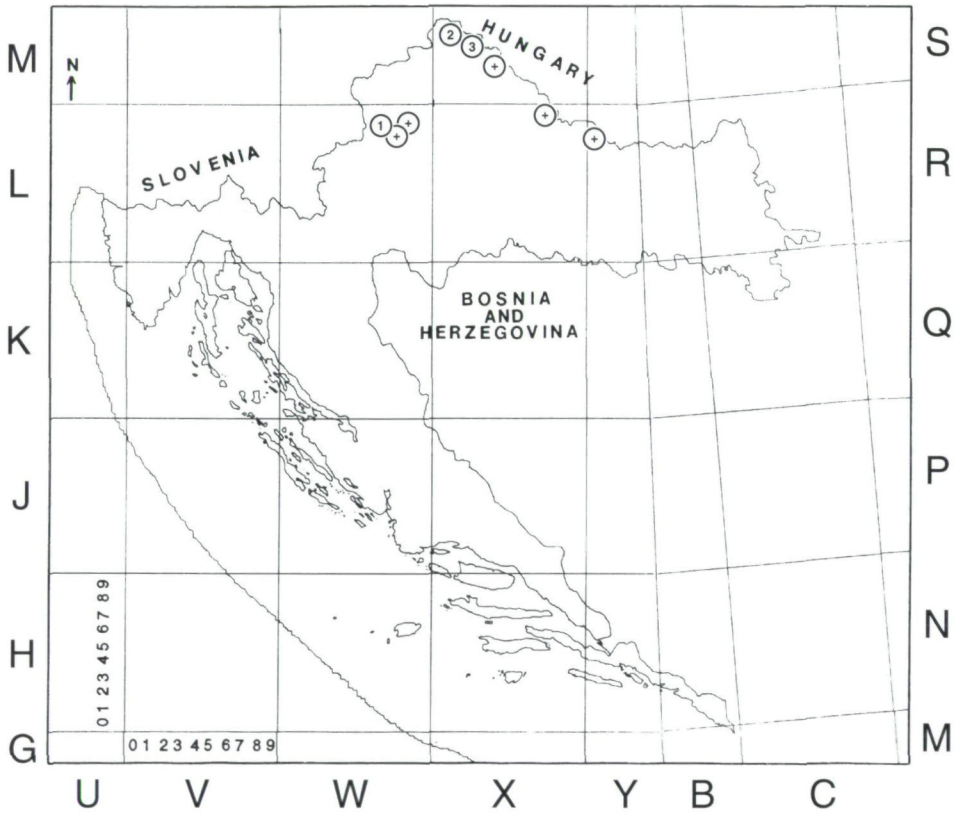 M
S
N
HUNGARY
2
3
+
+
1
+
+
+
SLOVENIA
L
R
BOSNIA
AND
HERZEGOVINA
K
Q
J
P
0 1 2 3 4 5 6 7 8 9
H
N
0 1 2 3 4 5 6 7 8 9
G
M
U V W X Y B C